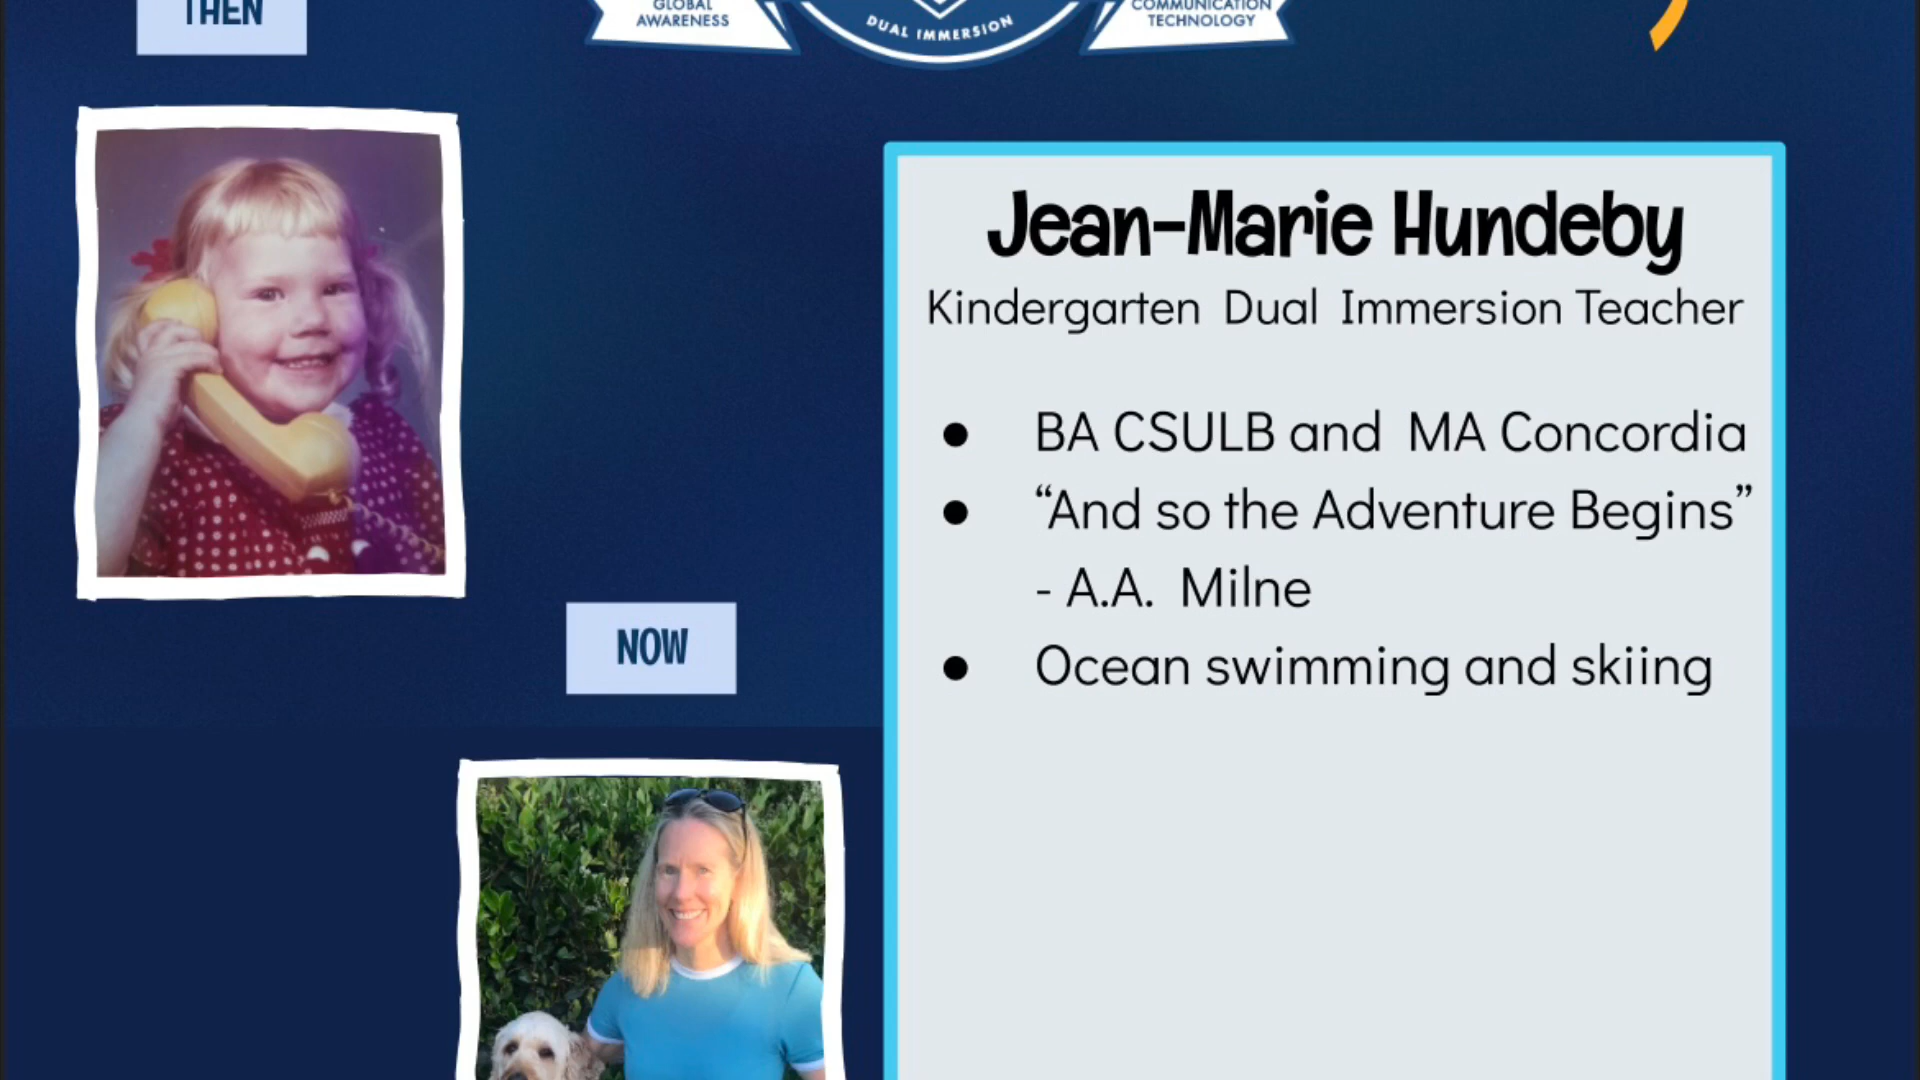 THEN
GLOBAL
AWARENESS
DUAL IMMERSION
COMMUNICATION
TECHNOLOGY
Jean-Marie Hundeby
Kindergarten Dual Immersion Teacher
● BA CSULB and MA Concordia
● “And so the Adventure Begins”
- A.A. Milne
● Ocean swimming and skiing
NOW